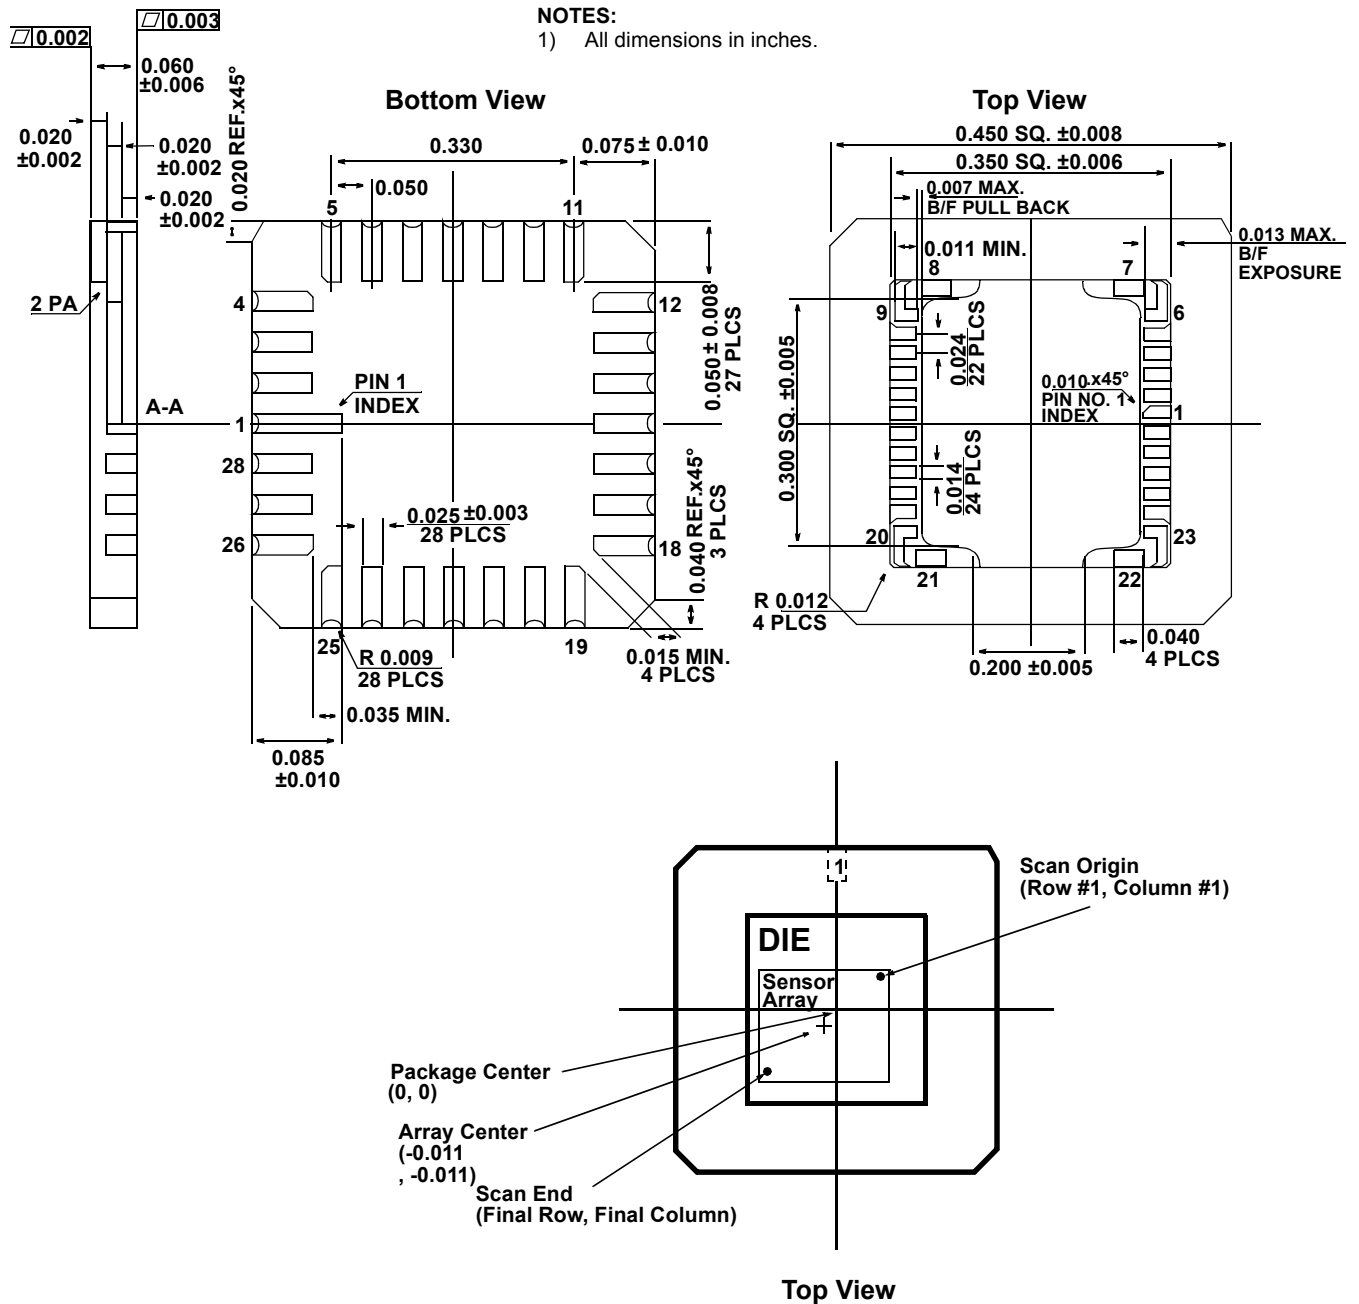 NOTES:
1) All dimensions in inches.
0.003
0.002
0.060
±0.006
0.020
±0.002
0.020
±0.002
0.020
±0.002
0.020 REF.x45°
2 PA
A-A
Bottom View
0.330
0.075 ± 0.010
0.050
5
11
4
12
0.050 ± 0.008
27 PLCS
PIN 1
INDEX
1
28
0.025 ±0.003
28 PLCS
26
18
0.040 REF.x45°
3 PLCS
25
19
R 0.009
28 PLCS
0.015 MIN.
4 PLCS
0.035 MIN.
0.085
±0.010
Top View
0.450 SQ. ±0.008
0.350 SQ. ±0.006
0.007 MAX.
B/F PULL BACK
0.011 MIN.
0.013 MAX.
B/F
EXPOSURE
8
7
9
6
0.024
22 PLCS
0.300 SQ. ±0.005
0.010 x45°
PIN NO. 1
INDEX
1
0.014
24 PLCS
20
23
21
22
R 0.012
4 PLCS
0.040
4 PLCS
0.200 ±0.005
1
Scan Origin
(Row #1, Column #1)
DIE
Sensor
Array
Package Center
(0, 0)
Array Center
(-0.011
, -0.011)
Scan End
(Final Row, Final Column)
Top View